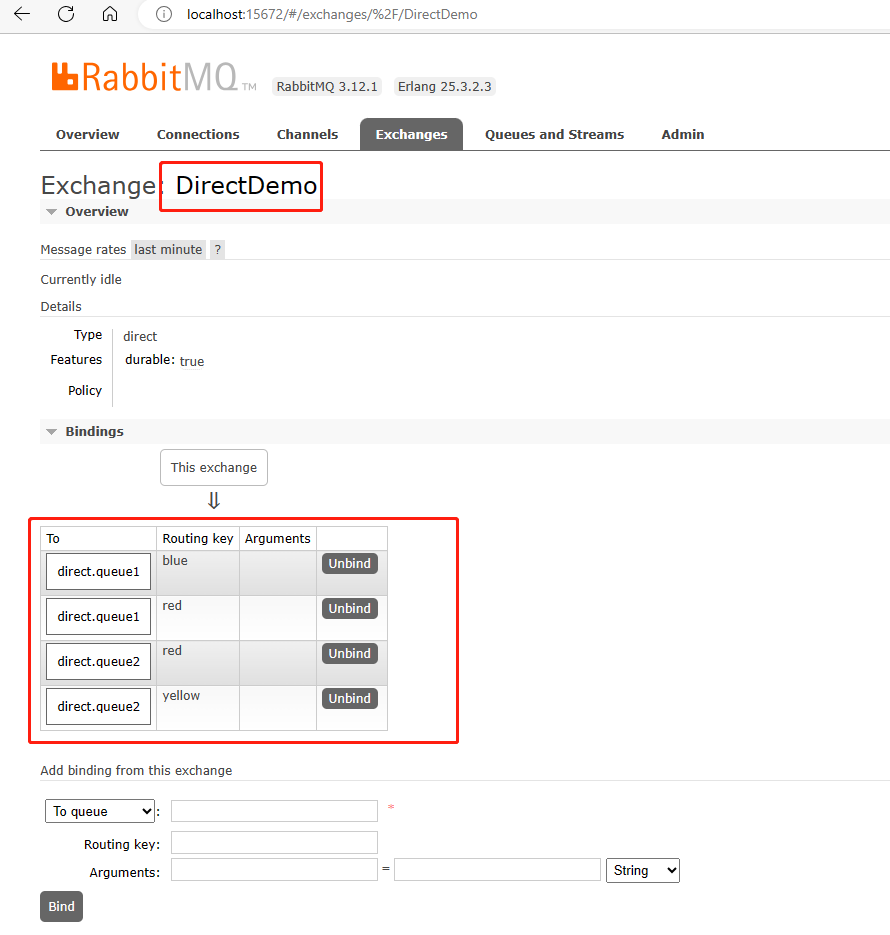 localhost:15672/#/exchanges/%2F/DirectDemo
RabbitMQ TM RabbitMQ 3.12.1 Erlang 25.3.2.3
Overview Connections Channels Exchanges Queues and Streams Admin
Exchange: DirectDemo
Overview
Message rates last minute ?
Currently idle
Details
Type direct
Features durable: true
Policy
Bindings
This exchange
⇓
To Routing key Arguments
direct.queue1 blue Unbind
direct.queue1 red Unbind
direct.queue2 red Unbind
direct.queue2 yellow Unbind
Add binding from this exchange
To queue : *
Routing key:
Arguments: = String
Bind